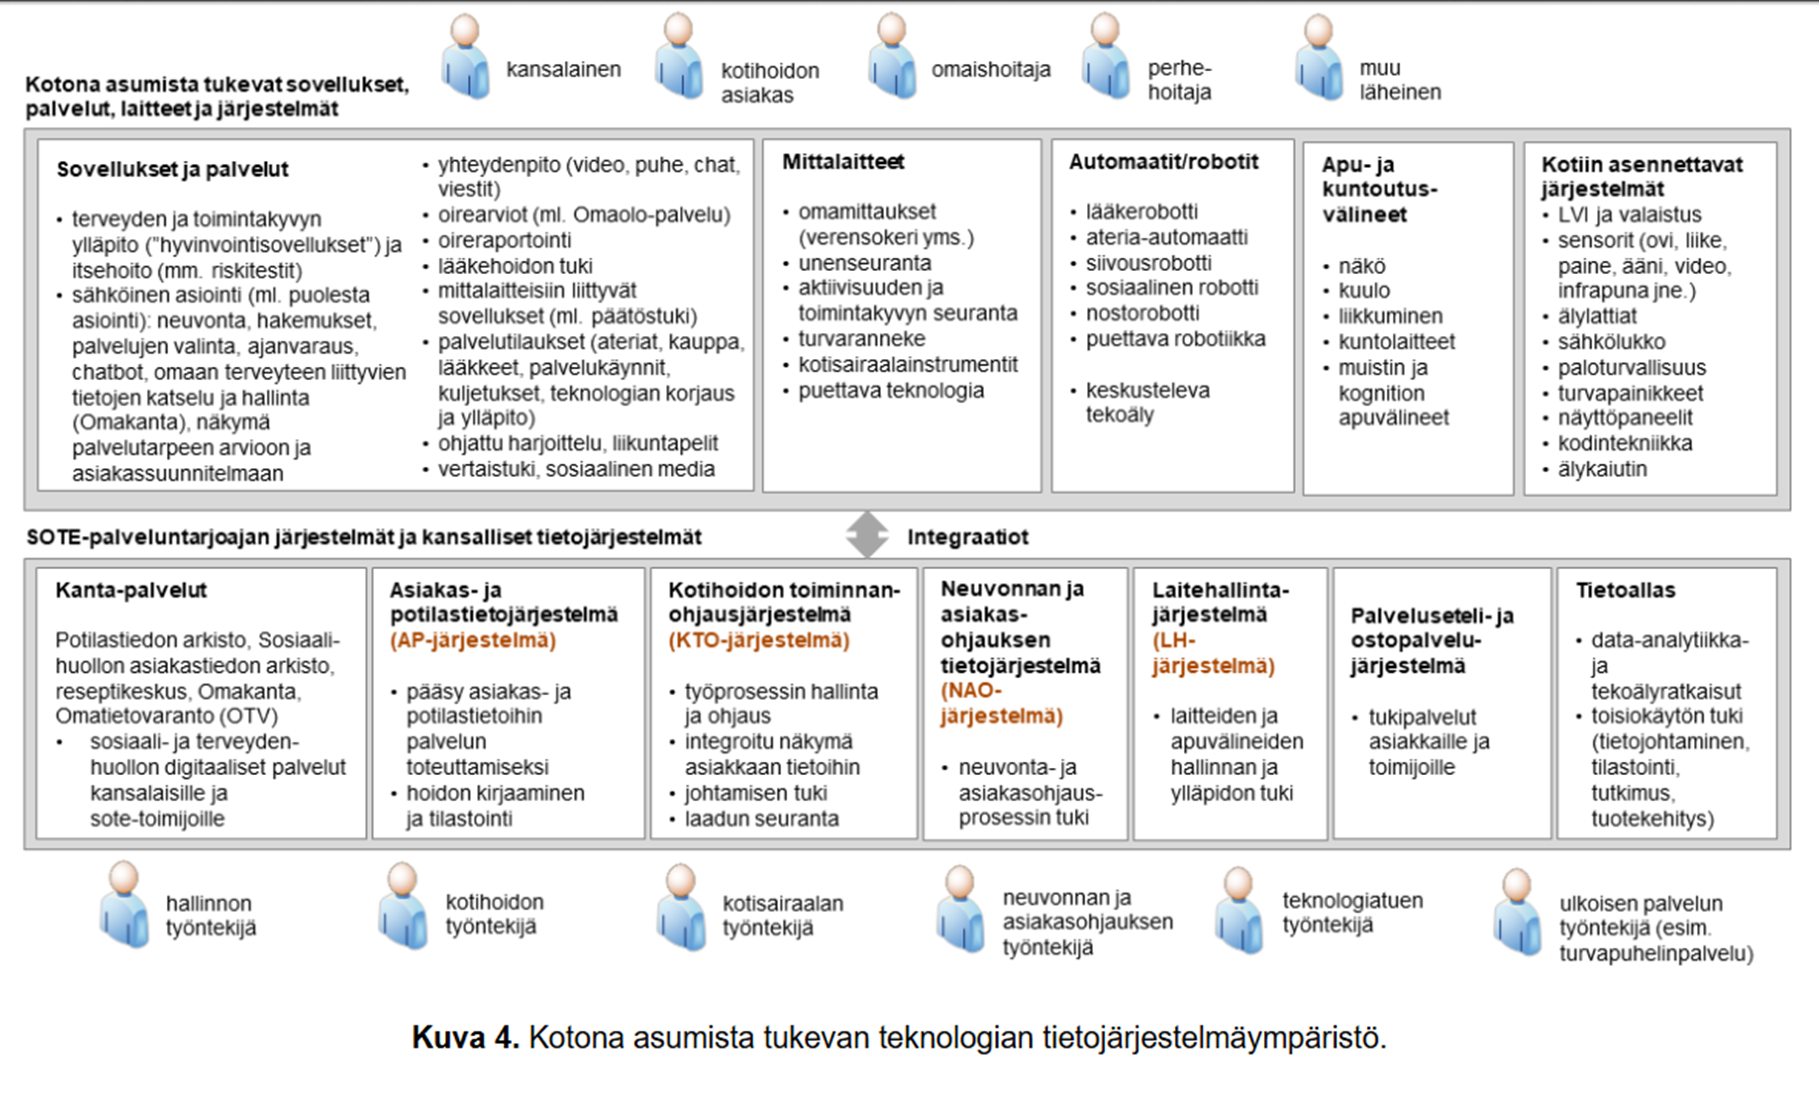 kansalainen
kotihoidon
asiakas
omaishoitaja
perhe-
hoitaja
muu
läheinen
Kotona asumista tukevat sovellukset,
palvelut, laitteet ja järjestelmät
Sovellukset ja palvelut
• terveyden ja toimintakyvyn
ylläpito ("hyvinvointisovellukset") ja
itsehoito (mm. riskitestit)
• sähköinen asiointi (ml. puolesta
asiointi): neuvonta, hakemukset,
palvelujen valinta, ajanvaraus,
chatbot, omaan terveyteen liittyvien
tietojen katselu ja hallinta
(Omakanta), näkymä
palvelutarpeen arvioon ja
asiakassuunnitelmaan
• yhteydenpito (video, puhe, chat,
viestit)
• oirearviot (ml. Omaolo-palvelu)
• oireraportointi
• lääkehoidon tuki
• mittalaitteisiin liittyvät
sovellukset (ml. päätöstuki)
• palvelutilaukset (ateriat, kauppa,
lääkkeet, palvelukäynnit,
kuljetukset, teknologian korjaus
ja ylläpito)
• ohjattu harjoittelu, liikuntapelit
• vertaistuki, sosiaalinen media
Mittalaitteet
• omamittaukset
(verensokeri yms.)
• unenseuranta
• aktiivisuuden ja
toimintakyvyn seuranta
• turvaranneke
• kotisairaalainstrumentit
• puettava teknologia
Automaatit/robotit
• lääkerobotti
• ateria-automaatti
• siivousrobotti
• sosiaalinen robotti
• nostorobotti
• puettava robotiikka
• keskusteleva
tekoäly
Apu- ja
kuntoutus-
välineet
• näkö
• kuulo
• liikkuminen
• kuntolaitteet
• muistin ja
kognition
apuvälineet
Kotiin asennettavat
järjestelmät
• LVI ja valaistus
• sensorit (ovi, liike,
paine, ääni, video,
infrapuna jne.)
• älylattiat
• sähkölukko
• paloturvallisuus
• turvapainikkeet
• näyttöpaneelit
• kodintekniikka
• älykaiutin
SOTE-palveluntarjoajan järjestelmät ja kansalliset tietojärjestelmät
Integraatiot
Kanta-palvelut
Potilastiedon arkisto, Sosiaali-
huollon asiakastiedon arkisto,
reseptikeskus, Omakanta,
Omatietovaranto (OTV)
• sosiaali- ja terveyden-
huollon digitaaliset palvelut
kansalaisille ja
sote-toimijoille
Asiakas- ja
potilastietojärjestelmä
(AP-järjestelmä)
• pääsy asiakas- ja
potilastietoihin
palvelun
toteuttamiseksi
• hoidon kirjaaminen
ja tilastointi
Kotihoidon toiminnan-
ohjausjärjestelmä
(KTO-järjestelmä)
• työprosessin hallinta
ja ohjaus
• integroitu näkymä
asiakkaan tietoihin
• johtamisen tuki
• laadun seuranta
Neuvonnan ja
asiakas-
ohjauksen
tietojärjestelmä
(NAO-
järjestelmä)
• neuvonta- ja
asiakasohjaus-
prosessin tuki
Laitehallinta-
järjestelmä
(LH-
järjestelmä)
• laitteiden ja
apuvälineiden
hallinnan ja
ylläpidon tuki
Palveluseteli- ja
ostopalvelu-
järjestelmä
• tukipalvelut
asiakkaille ja
toimijoille
Tietoallas
• data-analytiikka-
ja
tekoälyratkaisut
• toisiokäytön tuki
(tietojohtaminen,
tilastointi,
tutkimus,
tuotekehitys)
hallinnon
työntekijä
kotihoidon
työntekijä
kotisairaalan
työntekijä
neuvonnan ja
asiakasohjauksen
työntekijä
teknologiatuen
työntekijä
ulkoisen palvelun
työntekijä (esim.
turvapuhelinpalvelu)
Kuva 4. Kotona asumista tukevan teknologian tietojärjestelmäympäristö.